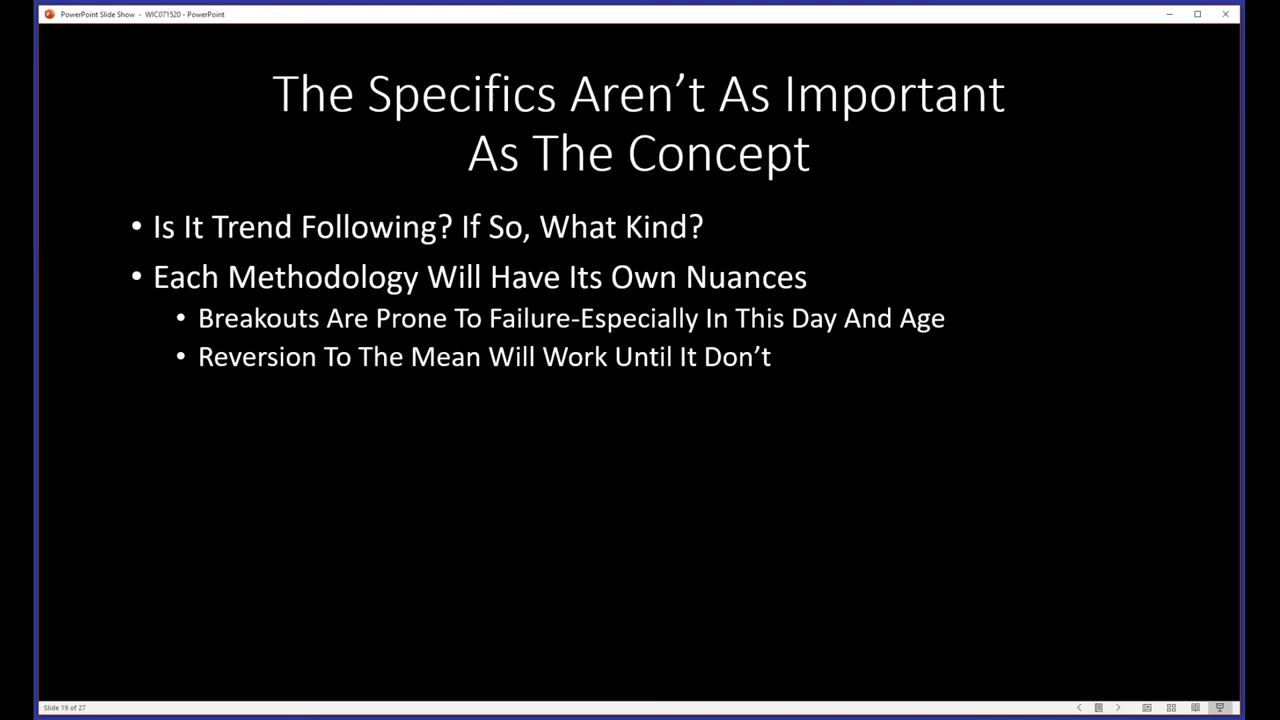 PowerPoint Slide Show - WIC071520 - PowerPoint
The Specifics Aren’t As Important
As The Concept
• Is It Trend Following? If So, What Kind?
• Each Methodology Will Have Its Own Nuances
• Breakouts Are Prone To Failure-Especially In This Day And Age
• Reversion To The Mean Will Work Until It Don’t
Slide 19 of 27